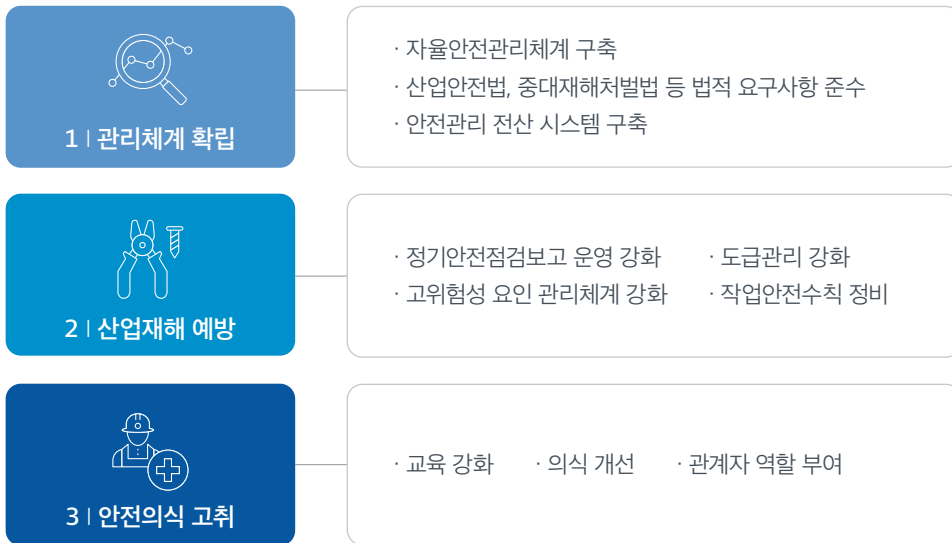 1 | 관리체계 확립
· 자율안전관리체계 구축
· 산업안전법, 중대재해처벌법 등 법적 요구사항 준수
· 안전관리 전산 시스템 구축
2 | 산업재해 예방
· 정기안전점검보고 운영 강화 · 도급관리 강화
· 고위험성 요인 관리체계 강화 · 작업안전수칙 정비
3 | 안전의식 고취
· 교육 강화 · 의식 개선 · 관계자 역할 부여